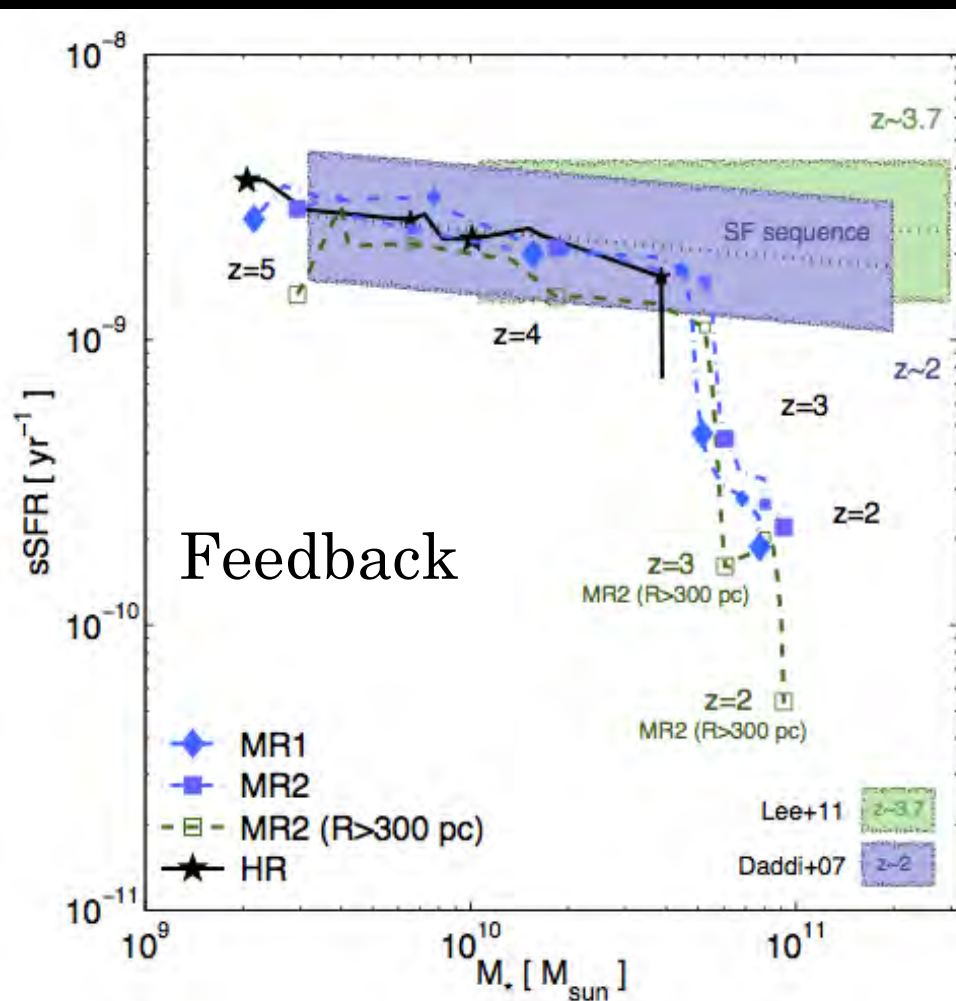 10⁻⁸
z~3.7
SF sequence
z=5
10⁻⁹
z=4
z~2
z=3
ssSFR [ yr⁻¹ ]
z=2
Feedback
z=3
MR2 (R>300 pc)
10⁻¹⁰
z=2
MR2 (R>300 pc)
MR1
MR2
Lee+11 z~3.7
MR2 (R>300 pc)
HR
Daddi+07 z~2
10⁻¹¹
10⁹ 10¹⁰ 10¹¹
M⋆ [ M_sun ]